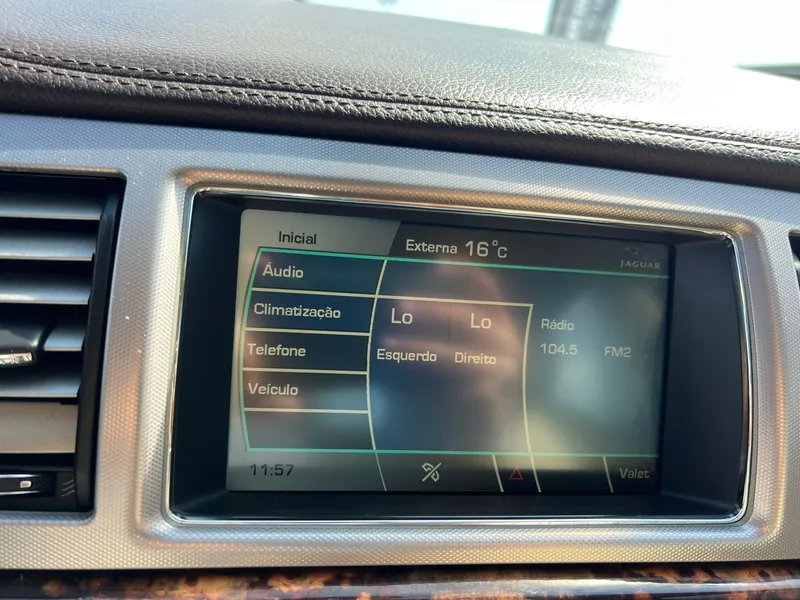 Inicial
Externa 16°C
JAGUAR
Áudio
Climatização
Telefone
Veículo
Lo
Lo
Esquerdo
Direito
Rádio
104.5
FM2
11:57
Valet